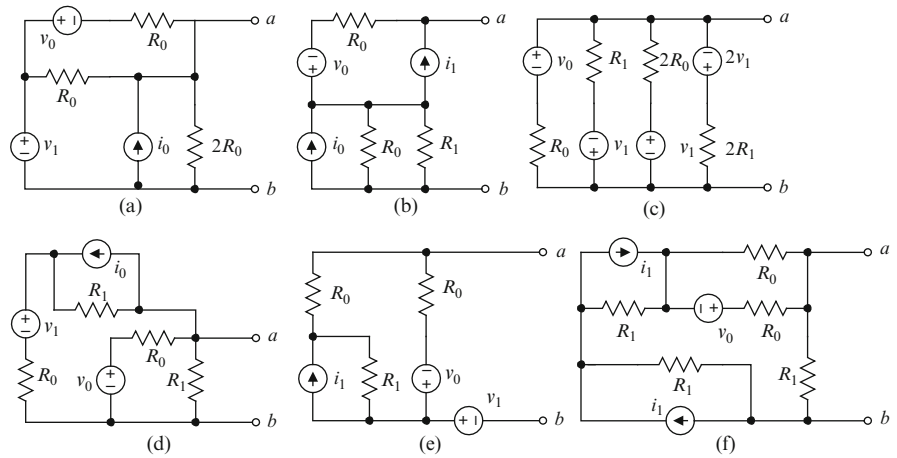 a
+ −
v0
R0
R0
+
−
v1
i0
2R0
b
(a)
a
R0
−
+
v0
i1
i0
R0
R1
b
(b)
a
+
−
v0
R1
2R0
−
+
2v1
R0
−
+
v1
+
−
v1
2R1
b
(c)
i0
R1
+
−
v1
R0
a
R0
+
−
v0
R1
b
(d)
a
R0
R0
i1
R1
−
+
v0
v1
+ −
b
(e)
a
i1
R0
R1
− +
v0
R0
R1
R1
i1
b
(f)